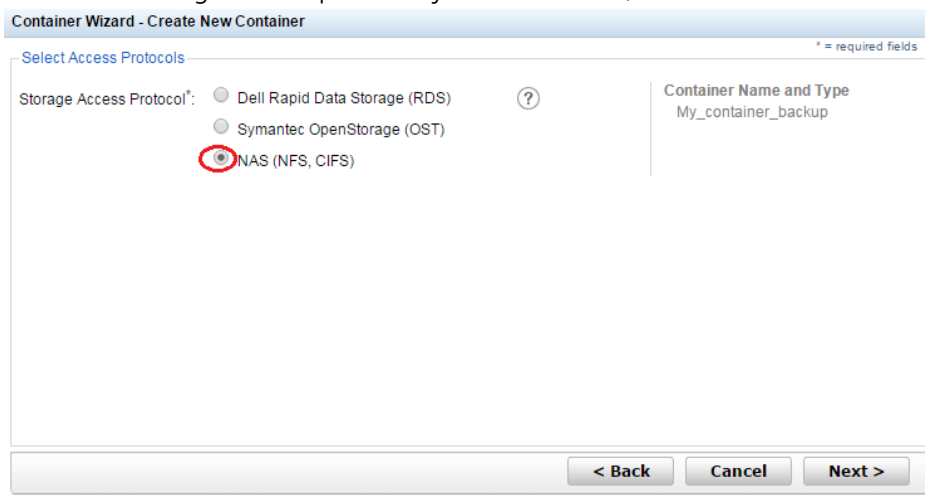 Container Wizard - Create New Container
* = required fields
Select Access Protocols
Storage Access Protocol*: Dell Rapid Data Storage (RDS) ?
Symantec OpenStorage (OST)
NAS (NFS, CIFS)
Container Name and Type
My_container_backup
< Back Cancel Next >